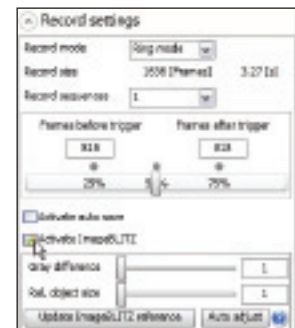 Record settings
Record mode Ring mode
Record size 1636 [Frames] 3.27 [s]
Record sequences 1
Frames before trigger Frames after trigger
818 818
25% 75%
Activate auto save
Activate ImageBLITZ
Gray difference 1
Rel. object size 1
Update ImageBLITZ reference Auto adjust